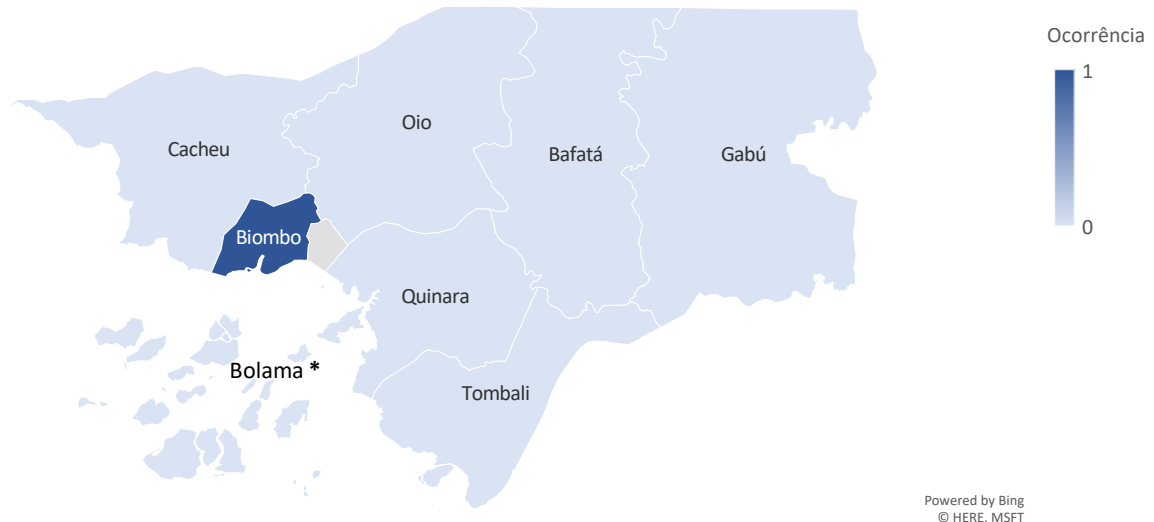 Ocorrência
1
0
Oio
Cacheu
Bafatá
Gabú
Biombo
Quinara
Bolama *
Tombali
Powered by Bing
© HERE, MSFT